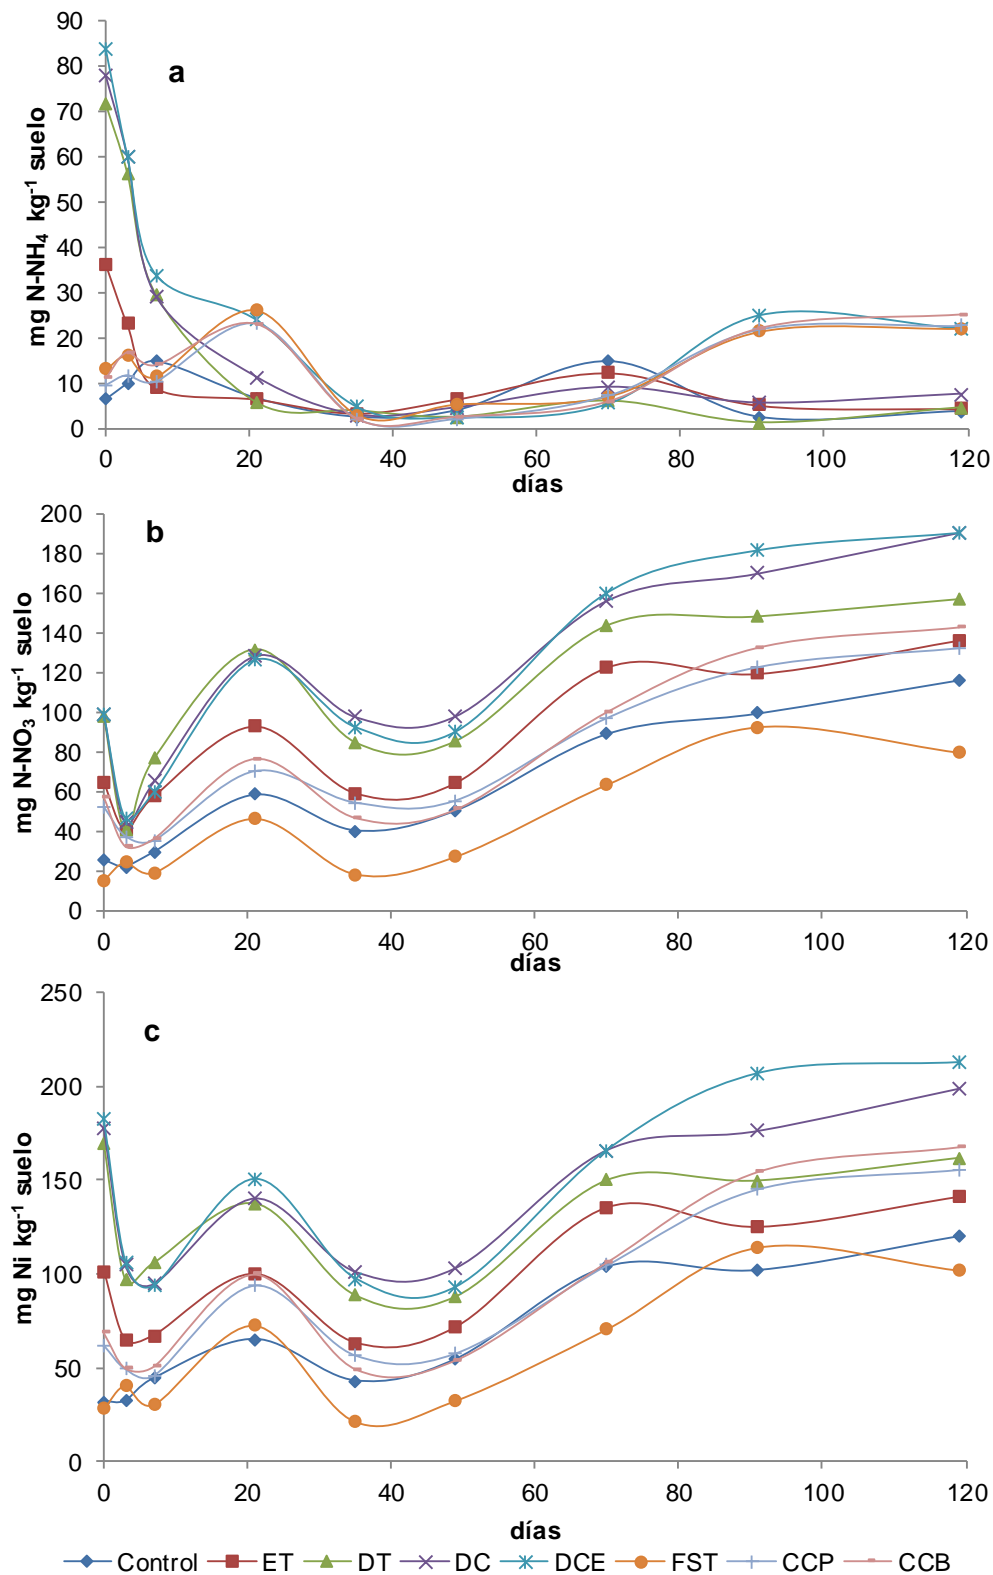 90
80
70
60
50
40
30
20
10
0
mg N-NH₄ kg⁻¹ suelo
a
0 20 40 60 80 100 120
días
200
180
160
140
120
100
80
60
40
20
0
mg N-NO₃ kg⁻¹ suelo
b
0 20 40 60 80 100 120
días
250
200
150
100
50
0
mg Ni kg⁻¹ suelo
c
0 20 40 60 80 100 120
días
Control ET DT DC DCE FST CCP CCB